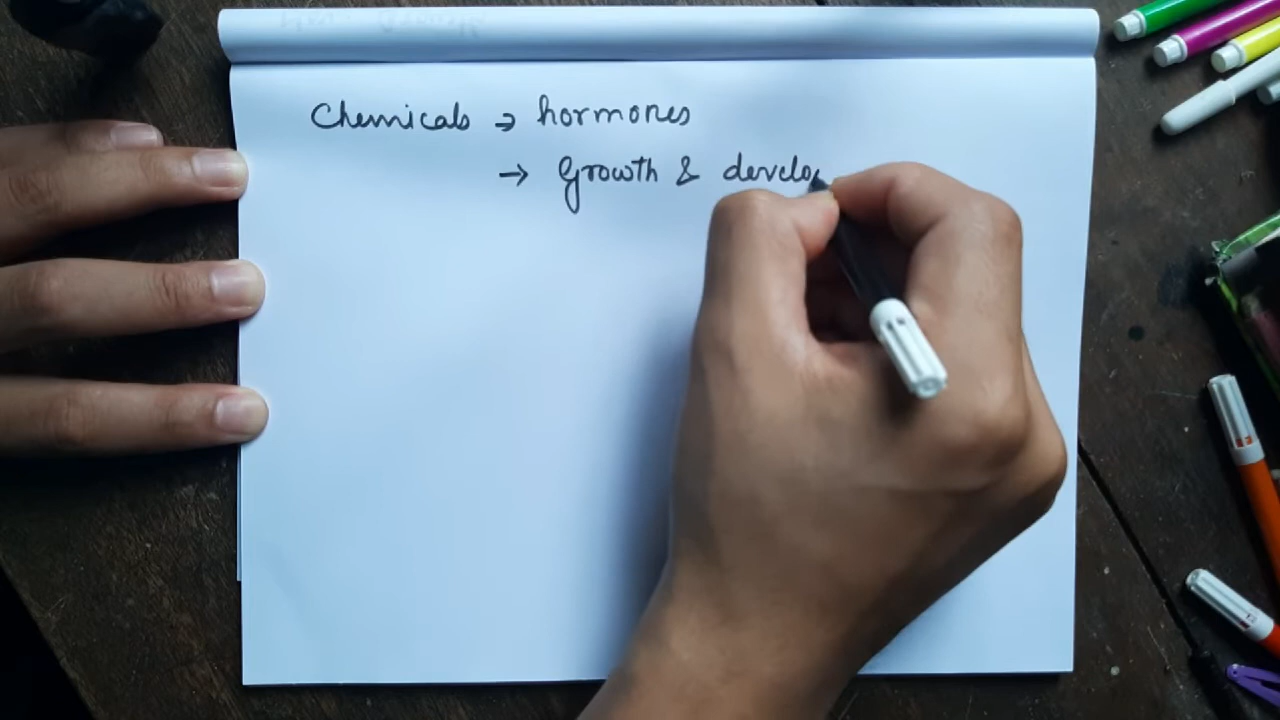 Chemicals → hormones
→ Growth & develo